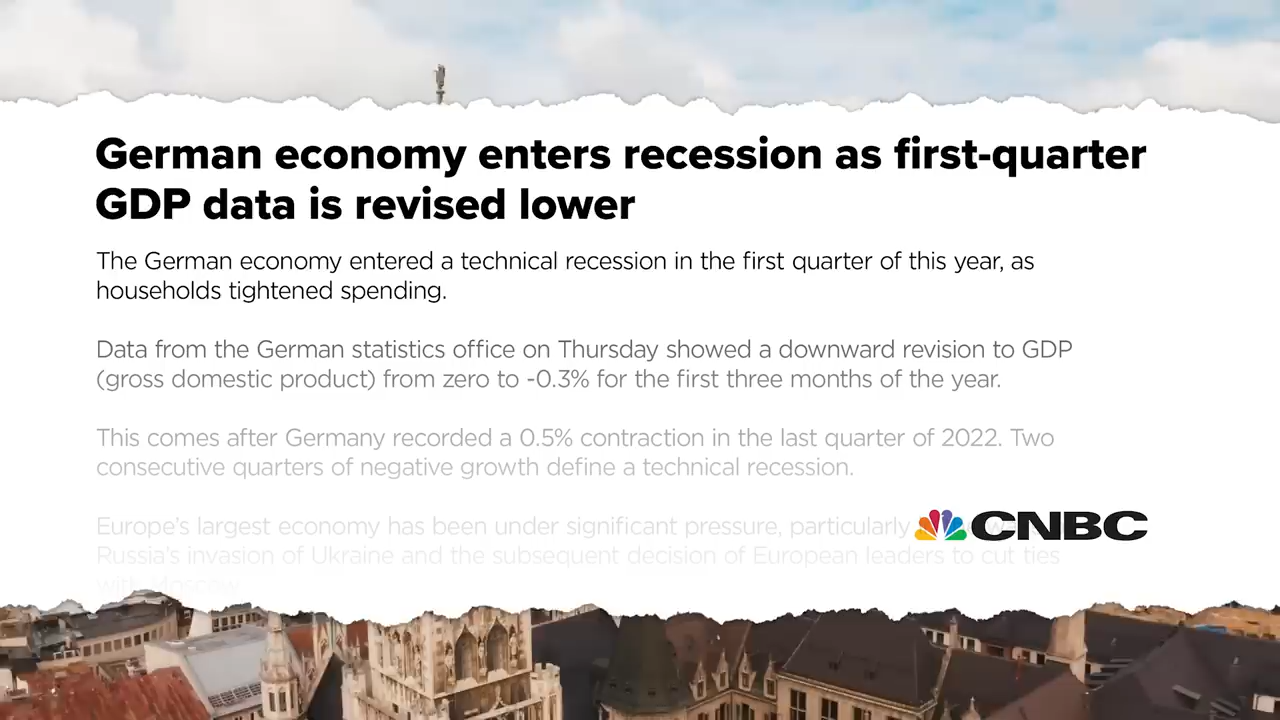 German economy enters recession as first-quarter
GDP data is revised lower
The German economy entered a technical recession in the first quarter of this year, as
households tightened spending.
Data from the German statistics office on Thursday showed a downward revision to GDP
(gross domestic product) from zero to -0.3% for the first three months of the year.
This comes after Germany recorded a 0.5% contraction in the last quarter of 2022. Two
consecutive quarters of negative growth define a technical recession.
Europe's largest economy has been under significant pressure, particularly
CNBC
Russia's invasion of Ukraine and the subsequent decision of European leaders to cut ties
with Moscow